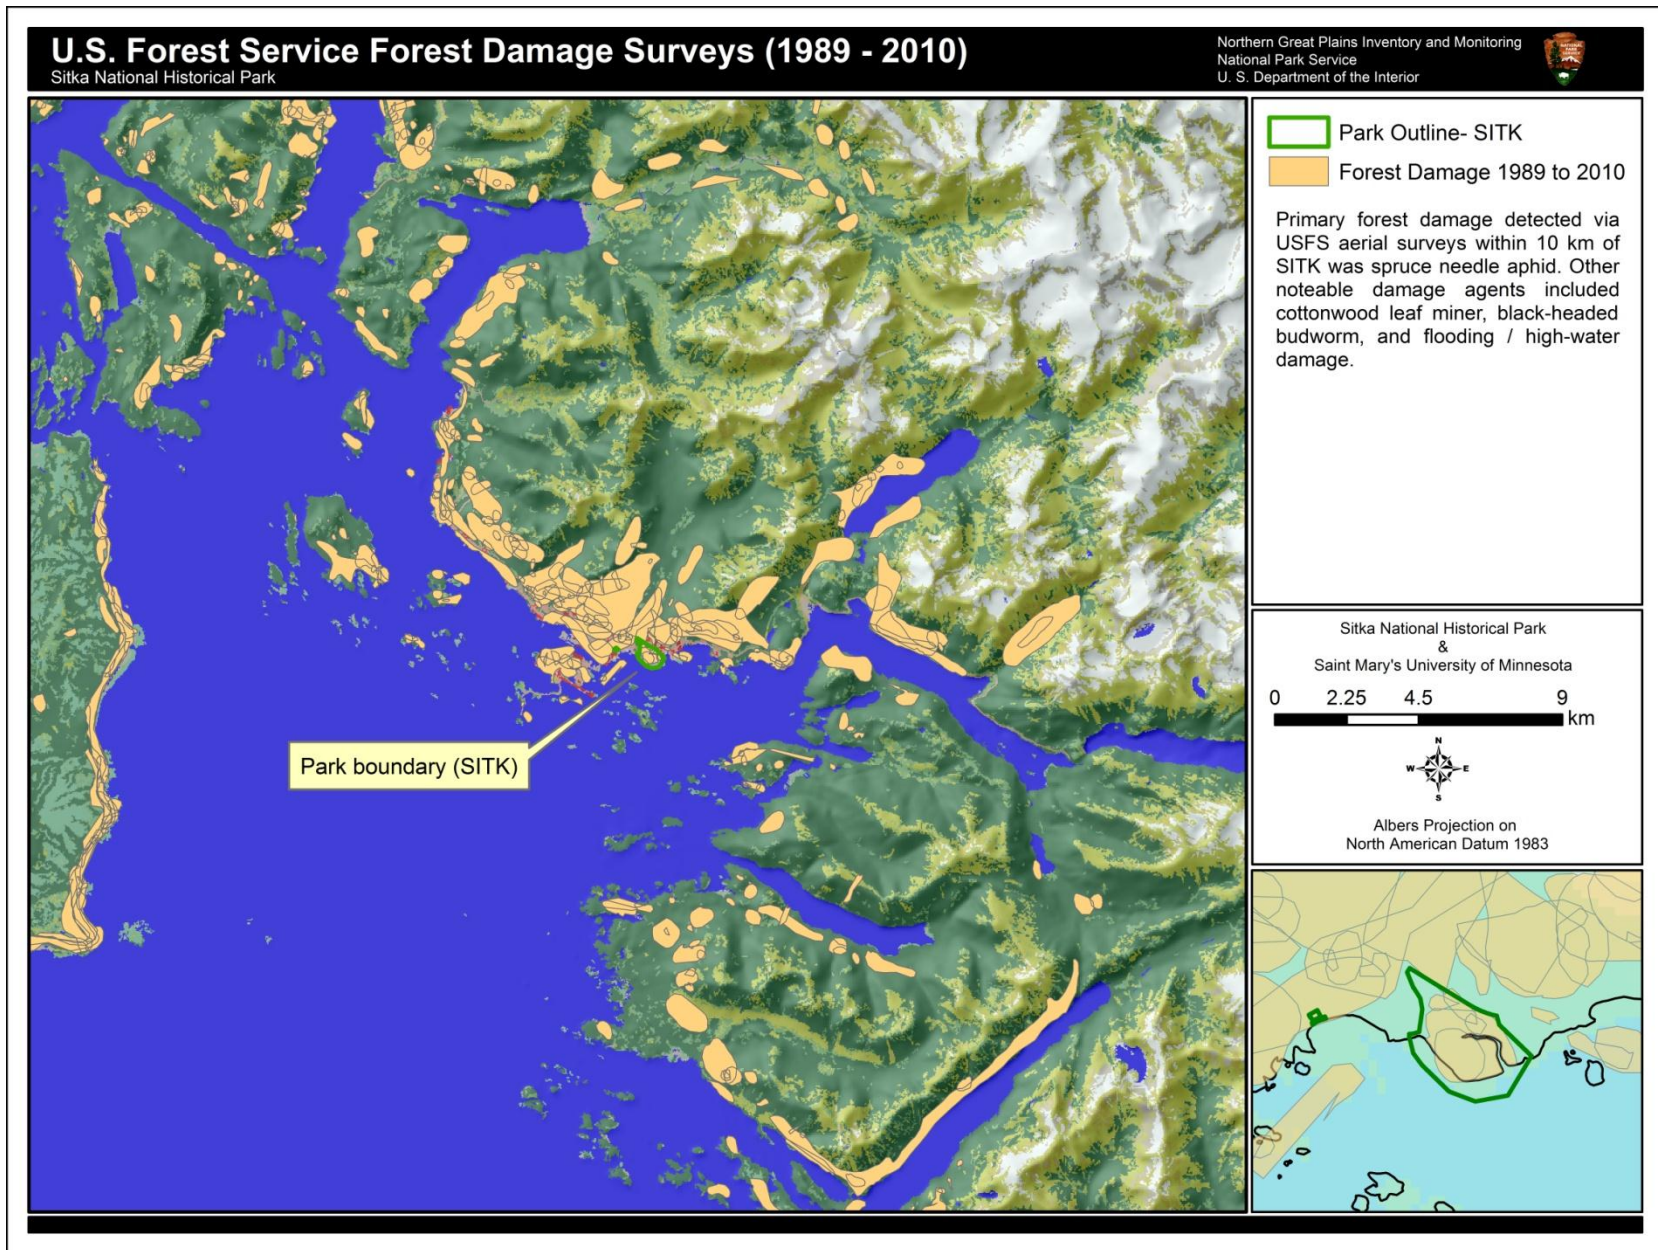 U.S. Forest Service Forest Damage Surveys (1989 - 2010)
Sitka National Historical Park
Northern Great Plains Inventory and Monitoring
National Park Service
U. S. Department of the Interior
NATIONAL
PARK
SERVICE
Park Outline- SITK
Forest Damage 1989 to 2010
Primary forest damage detected via
USFS aerial surveys within 10 km of
SITK was spruce needle aphid. Other
noteable damage agents included
cottonwood leaf miner, black-headed
budworm, and flooding / high-water
damage.
Park boundary (SITK)
Sitka National Historical Park
&
Saint Mary's University of Minnesota
0 2.25 4.5 9
km
N
W E
S
Albers Projection on
North American Datum 1983